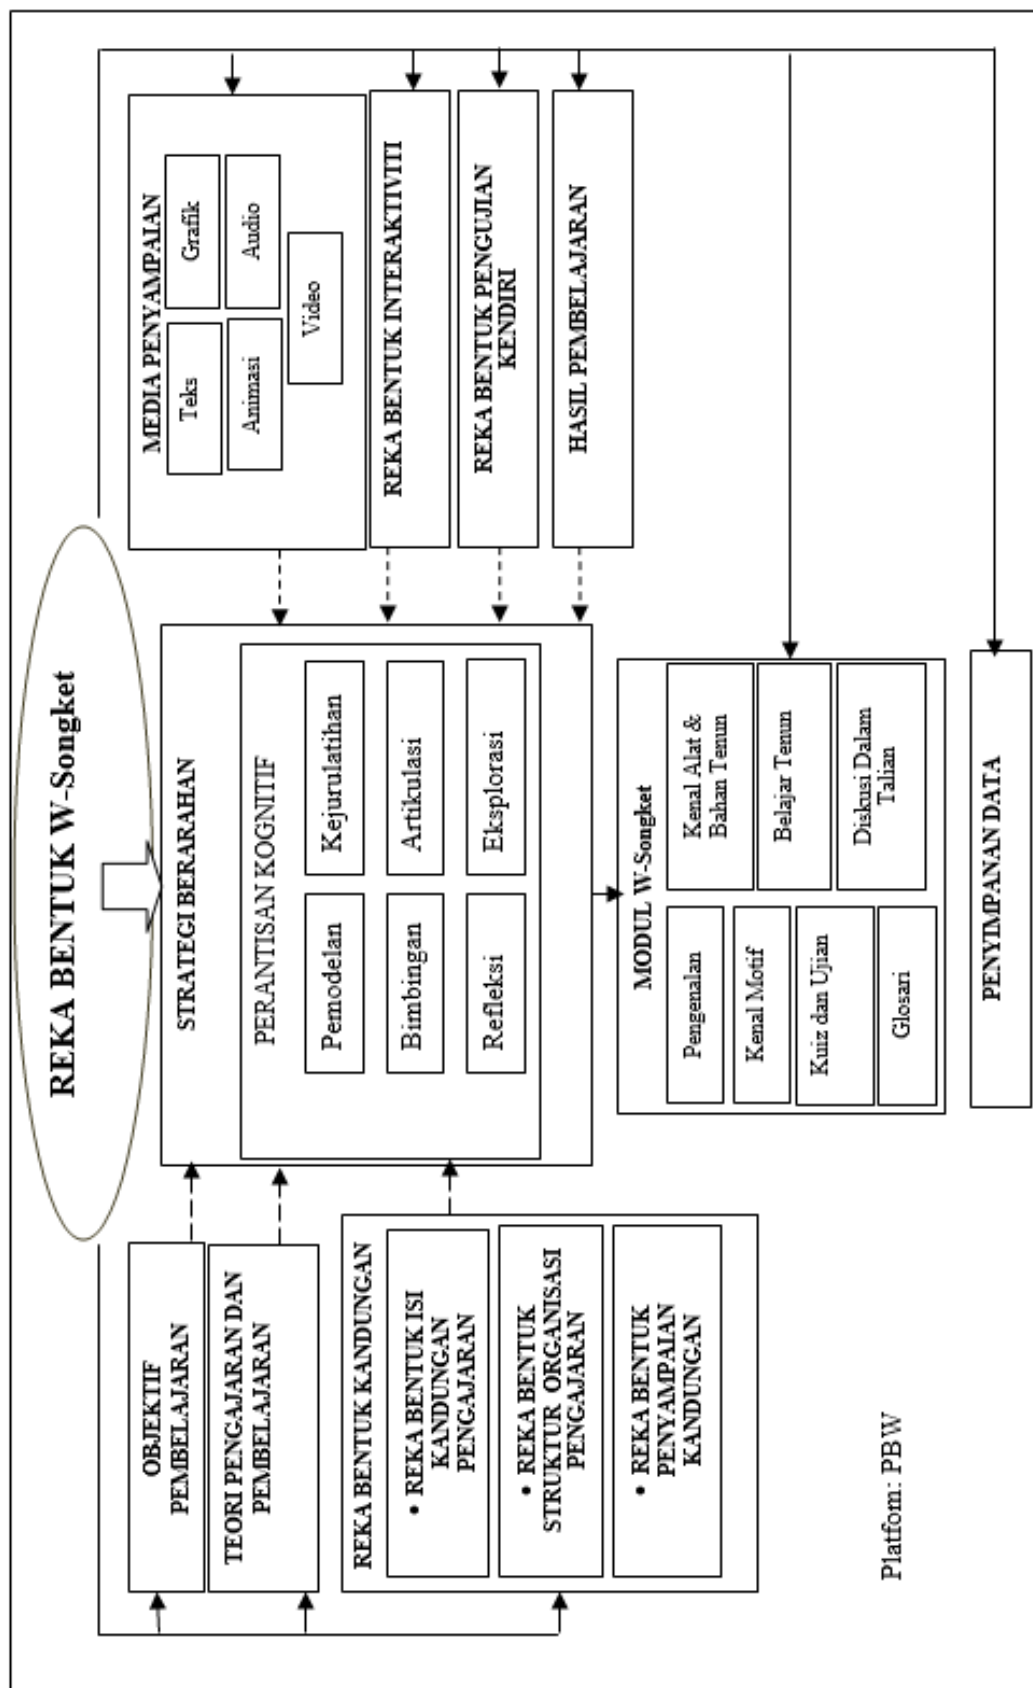 REKA BENTUK W-Songket
OBJEKTIF
PEMBELAJARAN
TEORI PENGAJARAN DAN
PEMBELAJARAN
REKA BENTUK KANDUNGAN
• REKA BENTUK ISI
KANDUNGAN
PENGAJARAN
• REKA BENTUK
STRUKTUR ORGANISASI
PENGAJARAN
• REKA BENTUK
PENYAMPAIAN
KANDUNGAN
STRATEGI BERARAHAN
PERANTISAN KOGNITIF
Pemodelan
Kejurulatihan
Bimbingan
Artikulasi
Refleksi
Eksplorasi
MEDIA PENYAMPAIAN
Teks
Grafik
Animasi
Audio
Video
REKA BENTUK INTERAKTIVITI
REKA BENTUK PENGUJIAN
KENDIRI
HASIL PEMBELAJARAN
MODUL W-Songket
Pengenalan
Kenal Alat &
Bahan Tenun
Kenal Motif
Belajar Tenun
Kuiz dan Ujian
Diskusi Dalam
Talian
Glosari
PENYIMPANAN DATA
Platfom: PBW